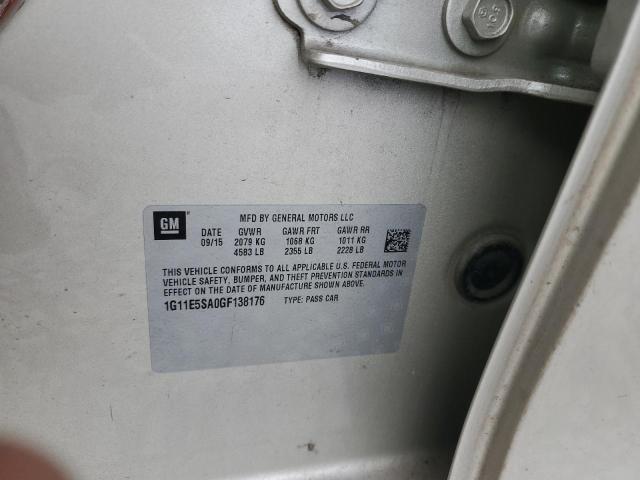 GM
MFD BY GENERAL MOTORS LLC
DATE GVWR GAWR FRT GAWR RR
09/15 2079 KG 1068 KG 1011 KG
4583 LB 2355 LB 2228 LB
THIS VEHICLE CONFORMS TO ALL APPLICABLE U.S. FEDERAL MOTOR
VEHICLE SAFETY, BUMPER, AND THEFT PREVENTION STANDARDS IN
EFFECT ON THE DATE OF MANUFACTURE SHOWN ABOVE.
1G11E5SA0GF138176 TYPE: PASS CAR